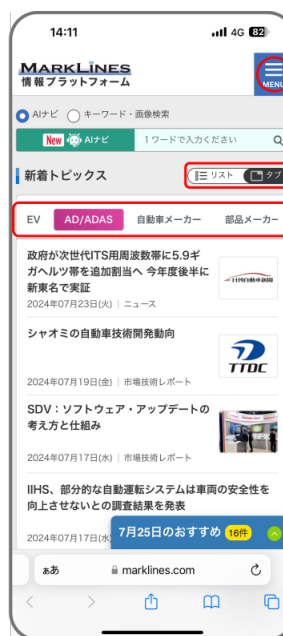 14:11
4G 82
MARKLINES
情報プラットフォーム
MENU
AIナビ キーワード・画像検索
New AIナビ 1ワードで入力ください
新着トピックス
リスト タブ
EV AD/ADAS 自動車メーカー 部品メーカー
政府が次世代ITS用周波数帯に5.9ギ
ガヘルツ帯を追加割当へ 今年度後半に
新東名で実証
2024年07月23日(火) | ニュース
シャオミの自動車技術開発動向
TTDC
2024年07月19日(金) | 市場技術レポート
SDV：ソフトウェア・アップデートの
考え方と仕組み
2024年07月17日(水) | 市場技術レポート
IIHS、部分的な自動運転システムは車両の安全性を
向上させないとの調査結果を発表
2024年07月17日(水)
7月25日のおすすめ 16件
ぁあ marklines.com